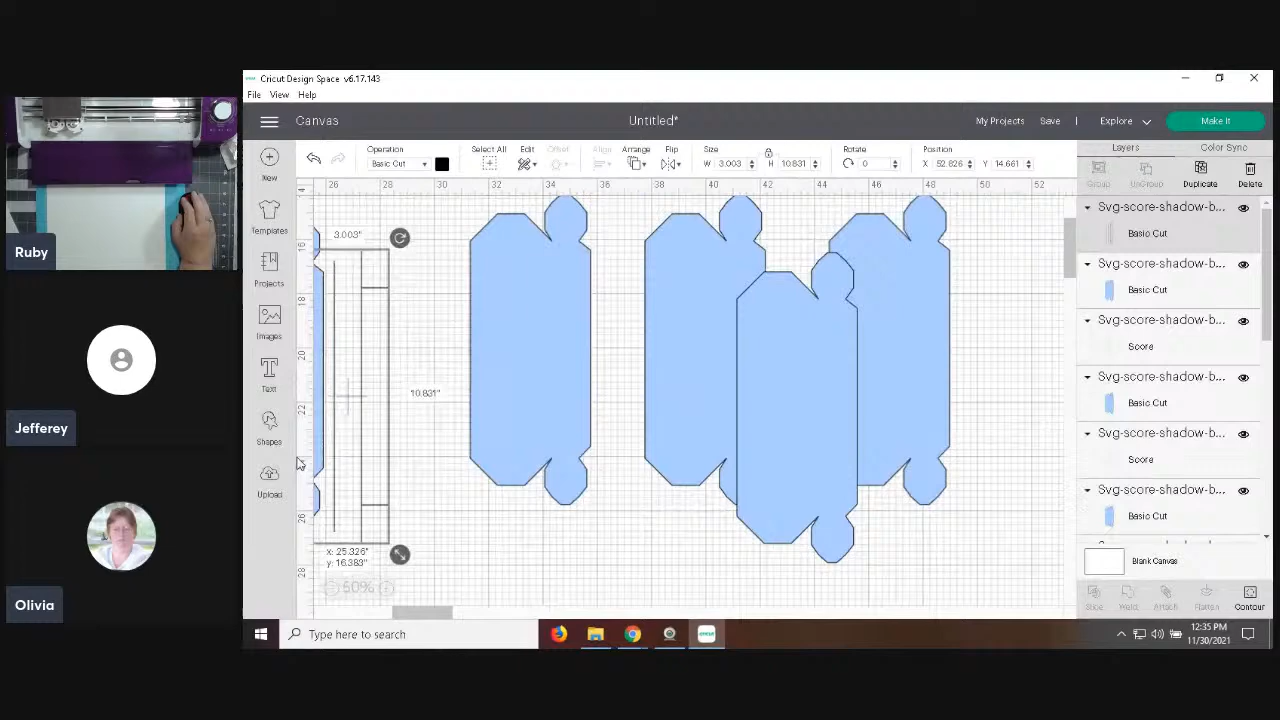 Ruby
Jefferey
Olivia
Cricut Design Space v6.17.143
File View Help
Canvas
Untitled*
My Projects Save | Explore Make It
Operation
Basic Cut
Select All Edit Offset Align Arrange Flip
Size
W 3.003 H 10.831
Rotate
0
Position
X 52.826 Y 14.661
Layers Color Sync
Group UnGroup Duplicate Delete
New
Templates
Projects
Images
Text
Shapes
Upload
26 28 30 32 34 36 38 40 42 44 46 48 50 52
16
18
20
22
26
28
3.003"
10.831"
x: 25.326"
y: 16.383"
60%
Svg-score-shadow-b...
Basic Cut
Svg-score-shadow-b...
Basic Cut
Svg-score-shadow-b...
Score
Svg-score-shadow-b...
Basic Cut
Svg-score-shadow-b...
Score
Svg-score-shadow-b...
Basic Cut
Blank Canvas
Slice Weld Attach Flatten Contour
Type here to search
cricut
12:35 PM
11/30/2021